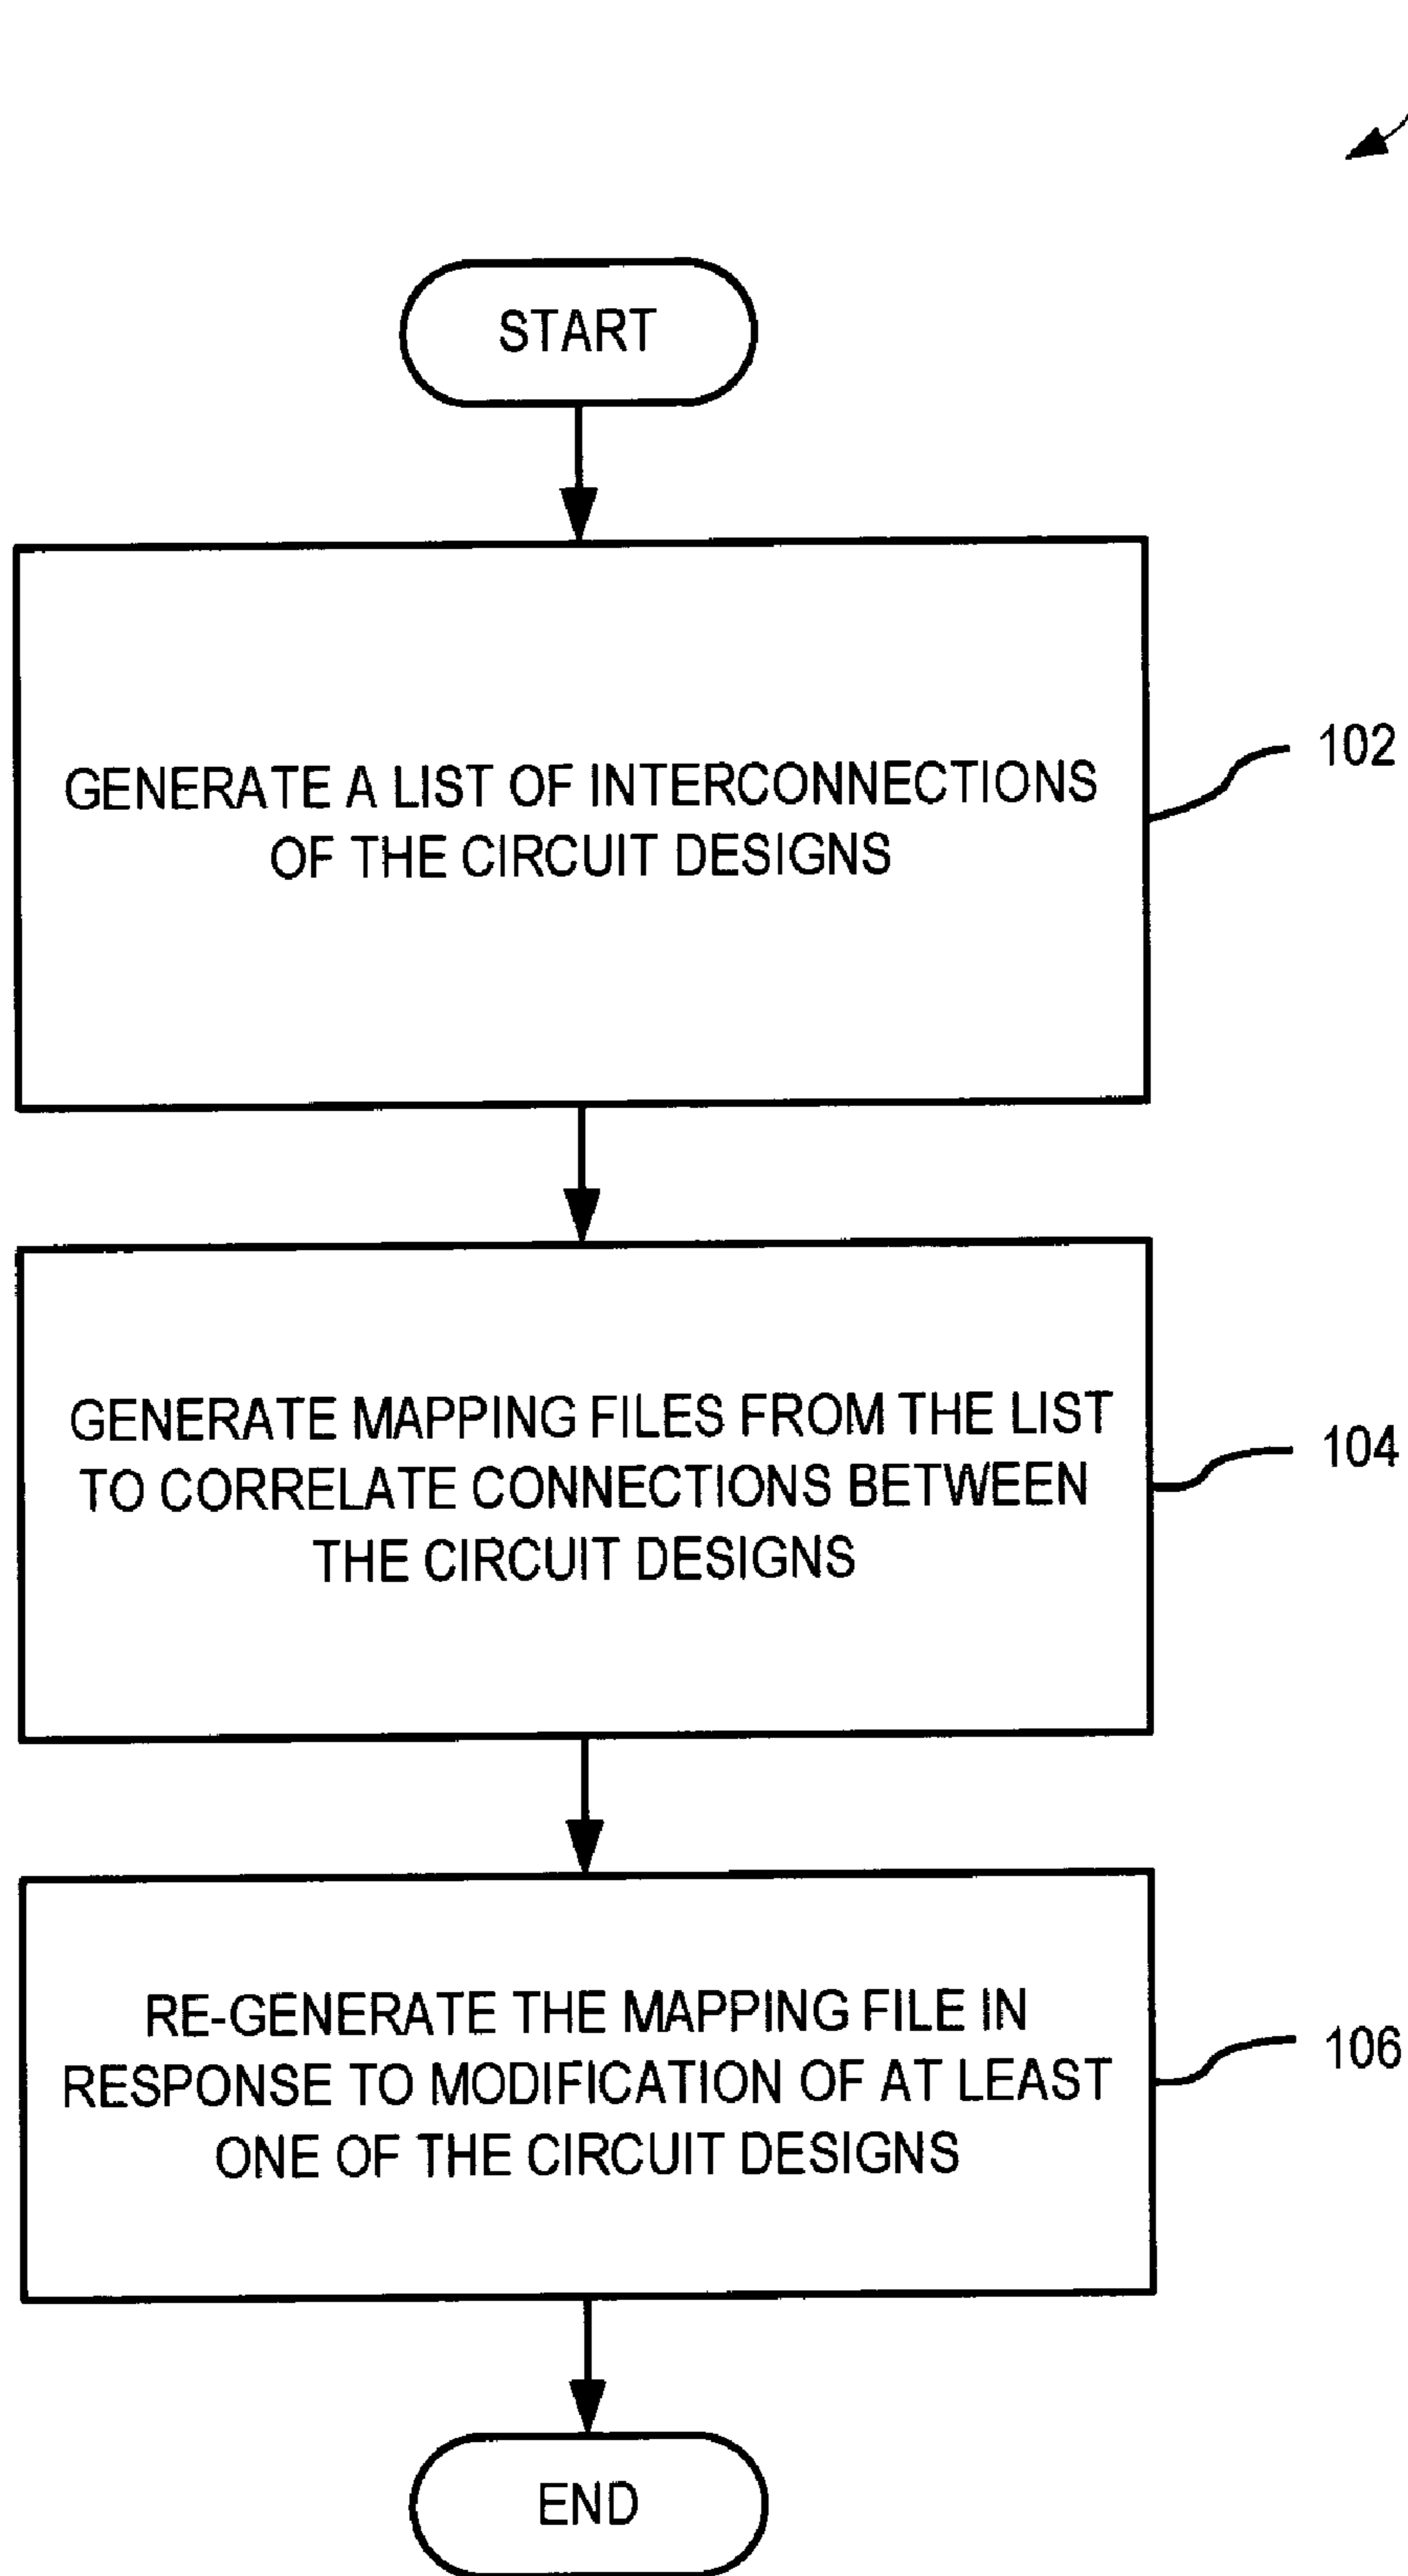 START
GENERATE A LIST OF INTERCONNECTIONS
OF THE CIRCUIT DESIGNS
102
GENERATE MAPPING FILES FROM THE LIST
TO CORRELATE CONNECTIONS BETWEEN
THE CIRCUIT DESIGNS
104
RE-GENERATE THE MAPPING FILE IN
RESPONSE TO MODIFICATION OF AT LEAST
ONE OF THE CIRCUIT DESIGNS
106
END